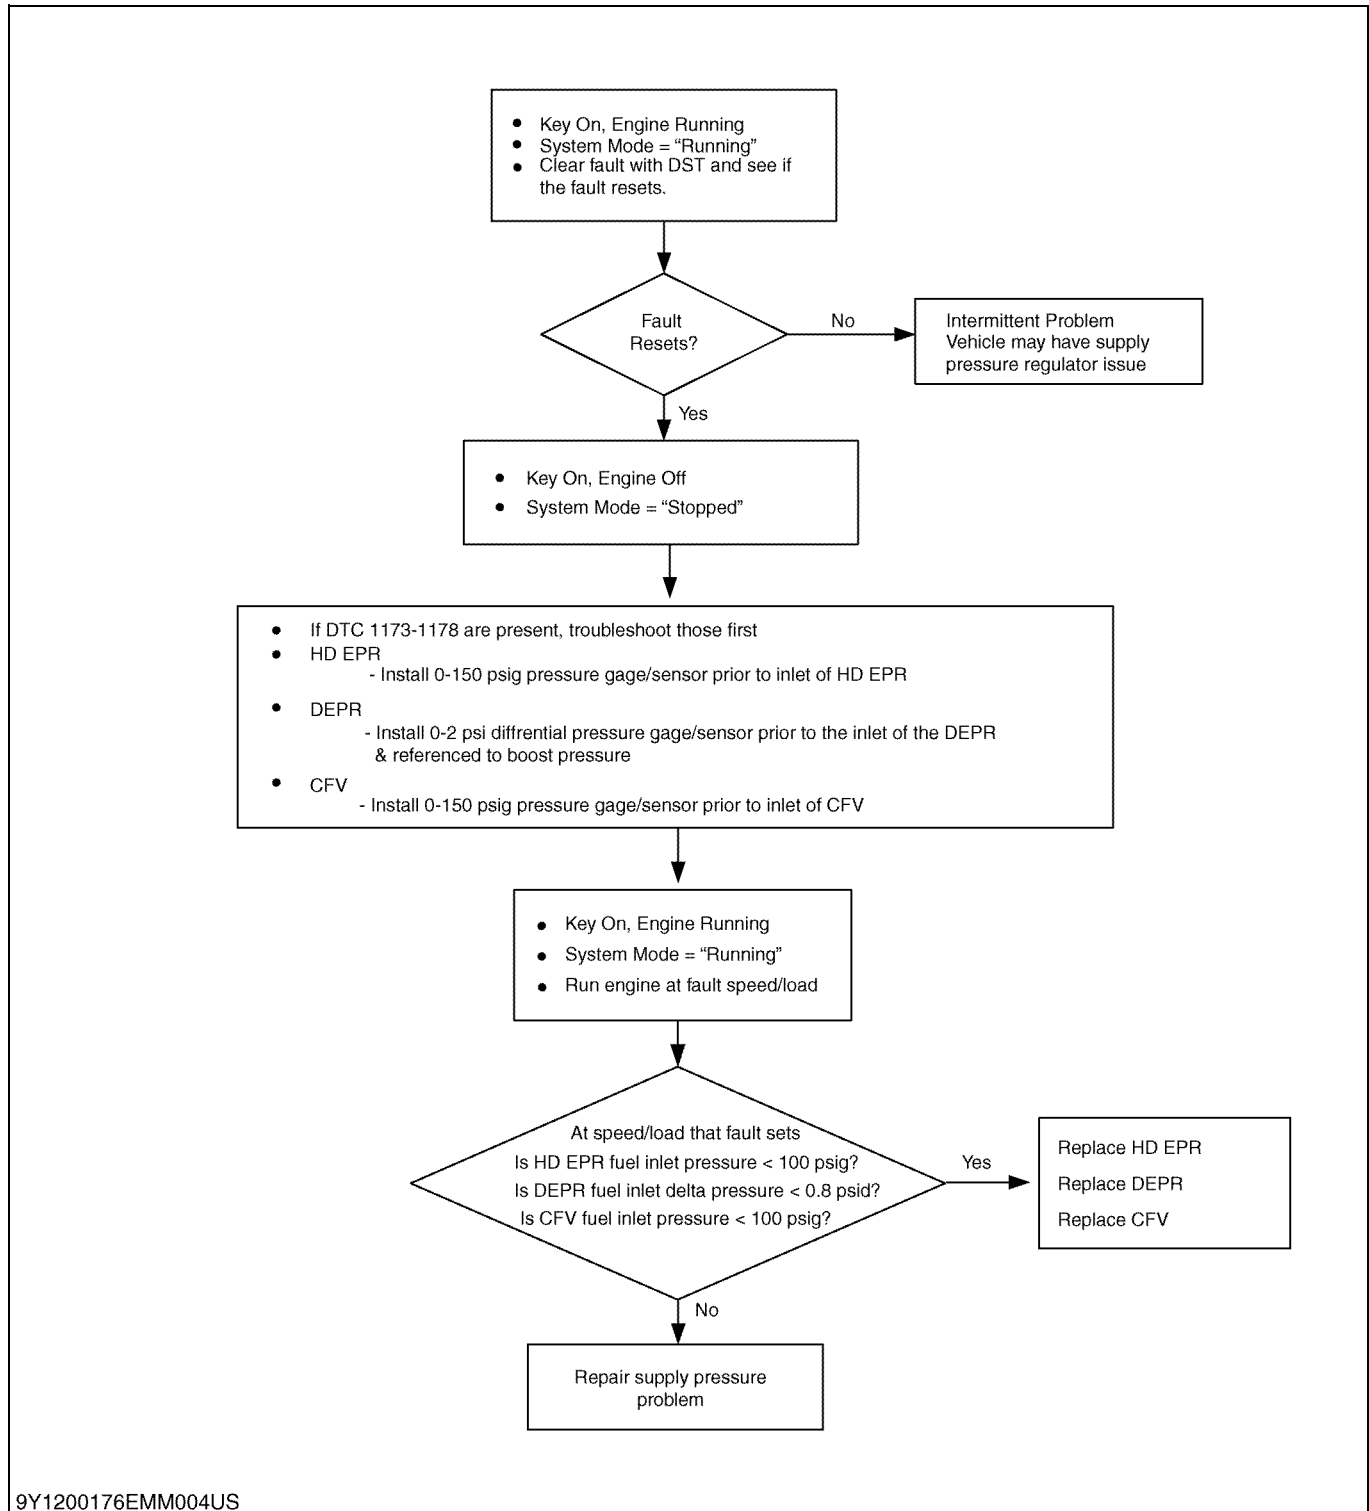 ● Key On, Engine Running
● System Mode = “Running”
● Clear fault with DST and see if
the fault resets.
Fault
Resets?
No
Intermittent Problem
Vehicle may have supply
pressure regulator issue
Yes
● Key On, Engine Off
● System Mode = “Stopped”
● If DTC 1173-1178 are present, troubleshoot those first
● HD EPR
- Install 0-150 psig pressure gage/sensor prior to inlet of HD EPR
● DEPR
- Install 0-2 psi diffrential pressure gage/sensor prior to the inlet of the DEPR
& referenced to boost pressure
● CFV
- Install 0-150 psig pressure gage/sensor prior to inlet of CFV
● Key On, Engine Running
● System Mode = “Running”
● Run engine at fault speed/load
At speed/load that fault sets
Is HD EPR fuel inlet pressure < 100 psig?
Is DEPR fuel inlet delta pressure < 0.8 psid?
Is CFV fuel inlet pressure < 100 psig?
Yes
Replace HD EPR
Replace DEPR
Replace CFV
No
Repair supply pressure
problem
9Y1200176EMM004US